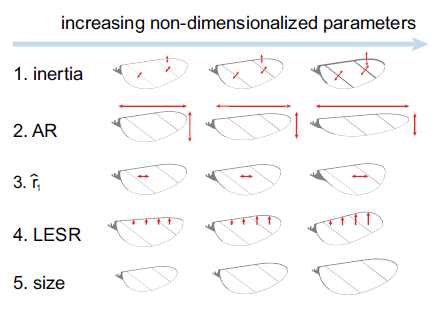 increasing non-dimensionalized parameters
1. inertia
2. AR
3. r̂₁
4. LESR
5. size